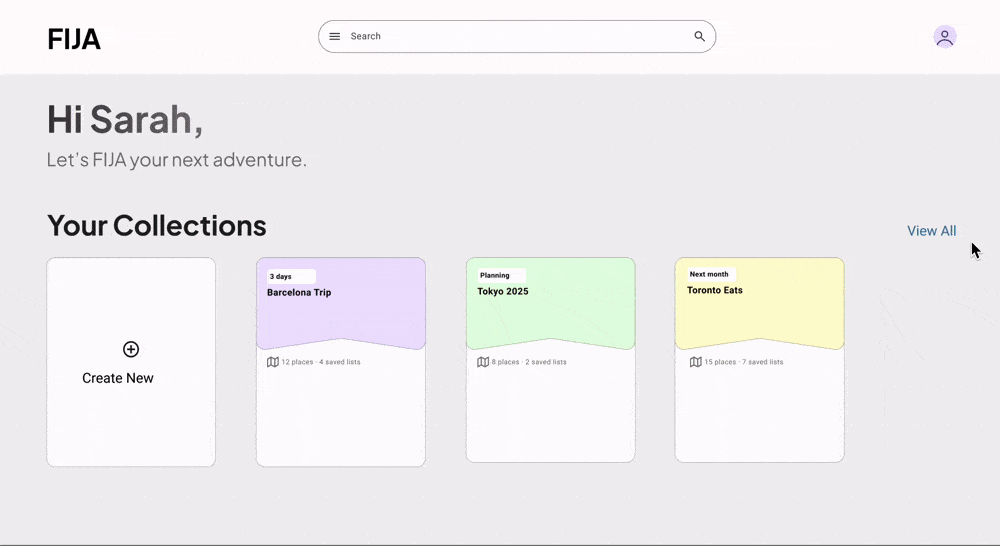 FIJA
Search
Hi Sarah,
Let's FIJA your next adventure.
Your Collections
View All
Create New
3 days
Barcelona Trip
12 places · 4 saved lists
Planning
Tokyo 2025
8 places · 2 saved lists
Next month
Toronto Eats
15 places · 7 saved lists